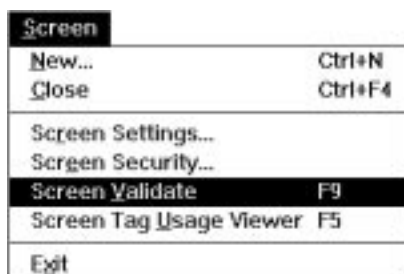 Screen
New... Ctrl+N
Close Ctrl+F4
Screen Settings...
Screen Security...
Screen Validate F9
Screen Tag Usage Viewer F5
Exit